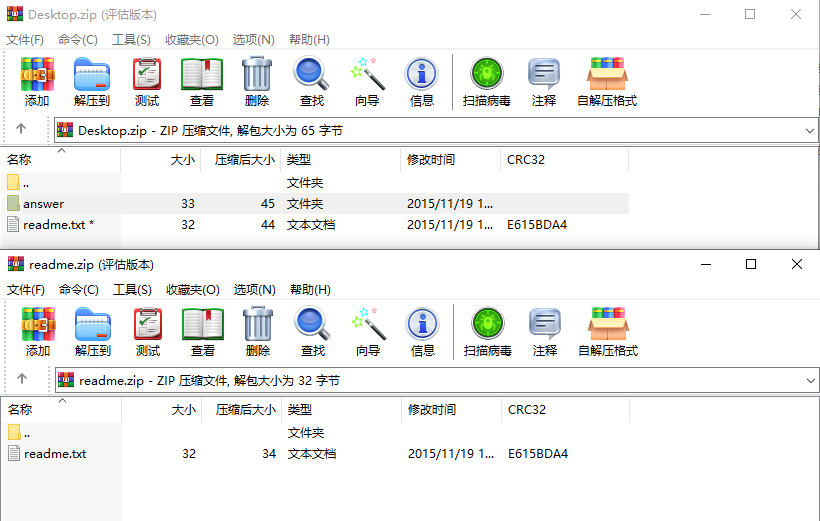 Desktop.zip (评估版本)
文件(F) 命令(C) 工具(S) 收藏夹(O) 选项(N) 帮助(H)
添加 解压到 测试 查看 删除 查找 向导 信息 扫描病毒 注释 自解压格式
Desktop.zip - ZIP 压缩文件, 解包大小为 65 字节
名称 大小 压缩后大小 类型 修改时间 CRC32
.. 文件夹
answer 33 45 文件夹 2015/11/19 1...
readme.txt * 32 44 文本文档 2015/11/19 1... E615BDA4
readme.zip (评估版本)
文件(F) 命令(C) 工具(S) 收藏夹(O) 选项(N) 帮助(H)
添加 解压到 测试 查看 删除 查找 向导 信息 扫描病毒 注释 自解压格式
readme.zip - ZIP 压缩文件, 解包大小为 32 字节
名称 大小 压缩后大小 类型 修改时间 CRC32
.. 文件夹
readme.txt 32 34 文本文档 2015/11/19 1... E615BDA4